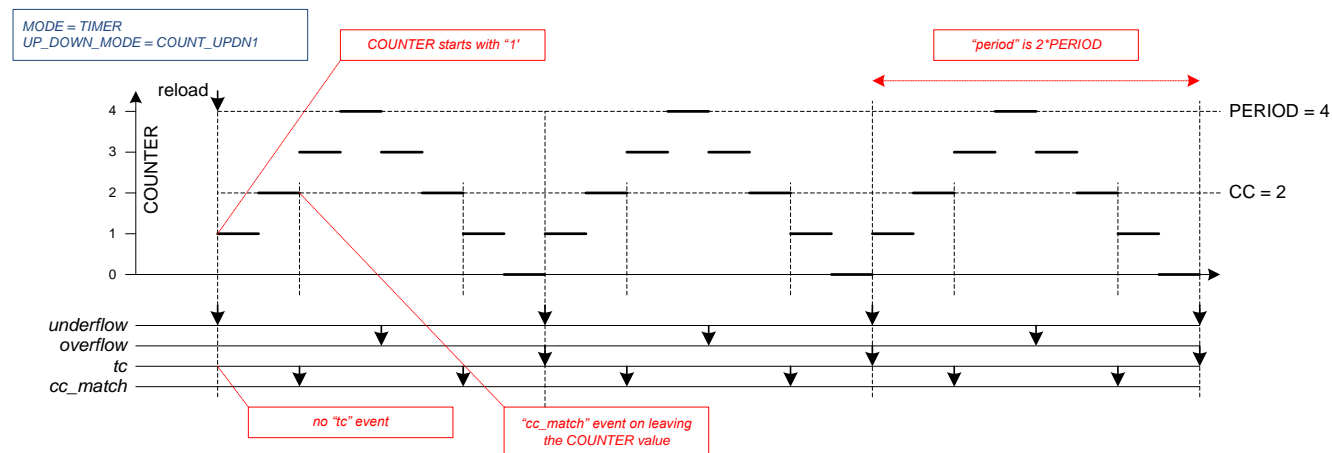 MODE = TIMER
UP_DOWN_MODE = COUNT_UPDN1
COUNTER starts with "1'
"period" is 2*PERIOD
reload
4
PERIOD = 4
3
COUNTER
2
CC = 2
1
0
underflow
overflow
tc
cc_match
no "tc" event
"cc_match" event on leaving
the COUNTER value